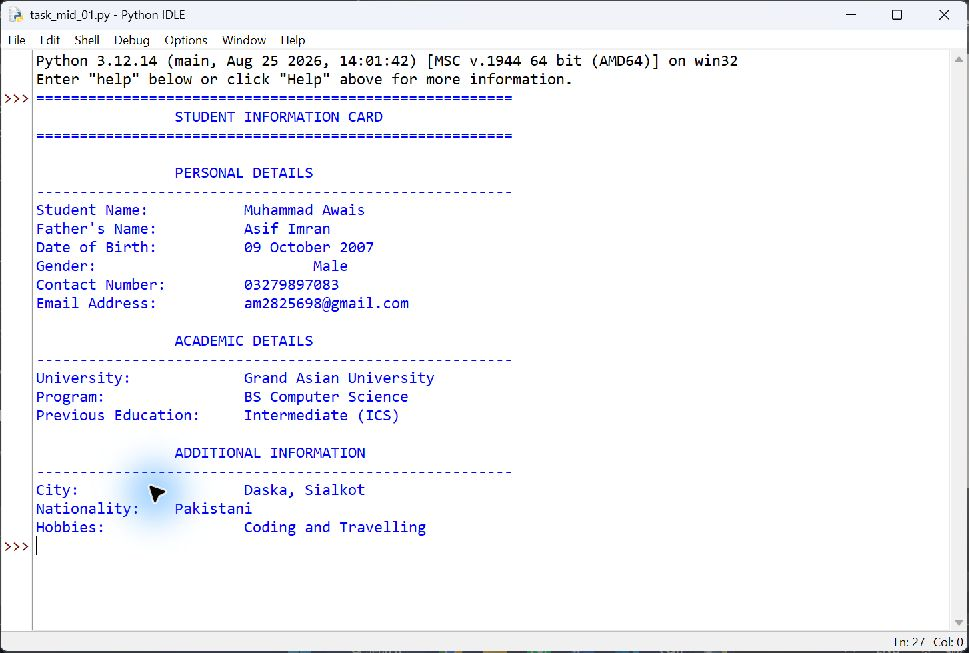 task_mid_01.py - Python IDLE
File Edit Shell Debug Options Window Help
Python 3.12.14 (main, Aug 25 2026, 14:01:42) [MSC v.1944 64 bit (AMD64)] on win32
Enter "help" below or click "Help" above for more information.
>>> =======================================================
STUDENT INFORMATION CARD
=======================================================
PERSONAL DETAILS
-------------------------------------------------------
Student Name: Muhammad Awais
Father's Name: Asif Imran
Date of Birth: 09 October 2007
Gender: Male
Contact Number: 03279897083
Email Address: am2825698@gmail.com
ACADEMIC DETAILS
-------------------------------------------------------
University: Grand Asian University
Program: BS Computer Science
Previous Education: Intermediate (ICS)
ADDITIONAL INFORMATION
-------------------------------------------------------
City: Daska, Sialkot
Nationality: Pakistani
Hobbies: Coding and Travelling
>>>
Ln: 27 Col: 0